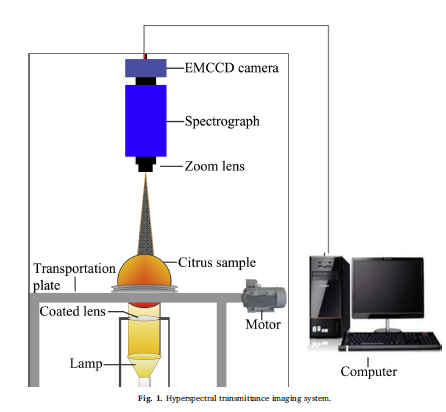 EMCCD camera
Spectrograph
Zoom lens
Citrus sample
Transportation
plate
Coated lens
Motor
Lamp
Computer
Fig. 1. Hyperspectral transmittance imaging system.